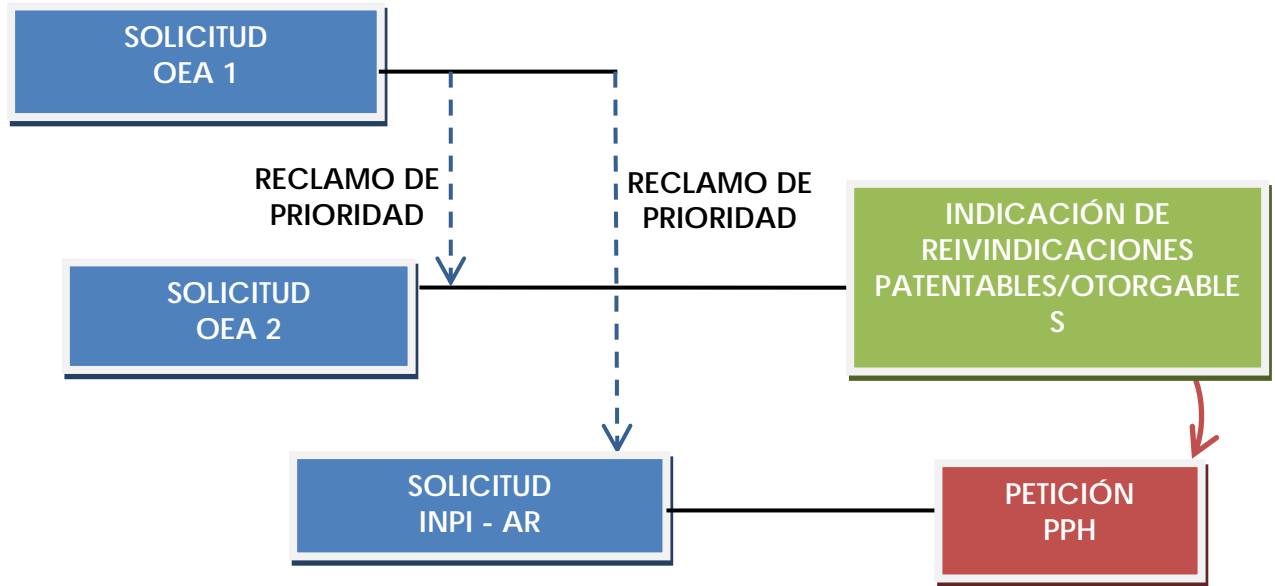 SOLICITUD
OEA 1
RECLAMO DE
PRIORIDAD
RECLAMO DE
PRIORIDAD
INDICACIÓN DE
REIVINDICACIONES
PATENTABLES/OTORGABLE
S
SOLICITUD
OEA 2
SOLICITUD
INPI - AR
PETICIÓN
PPH